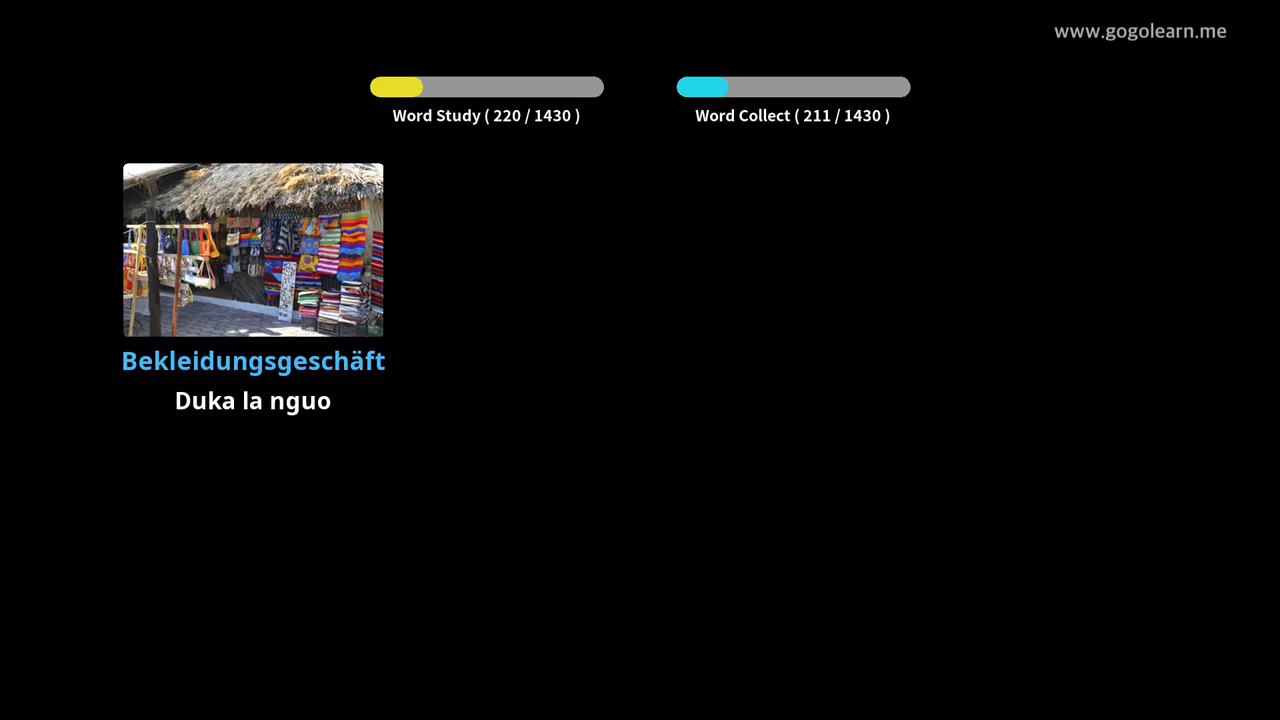 www.gogolearn.me
Word Study ( 220 / 1430 )
Word Collect ( 211 / 1430 )
Bekleidungsgeschäft
Duka la nguo